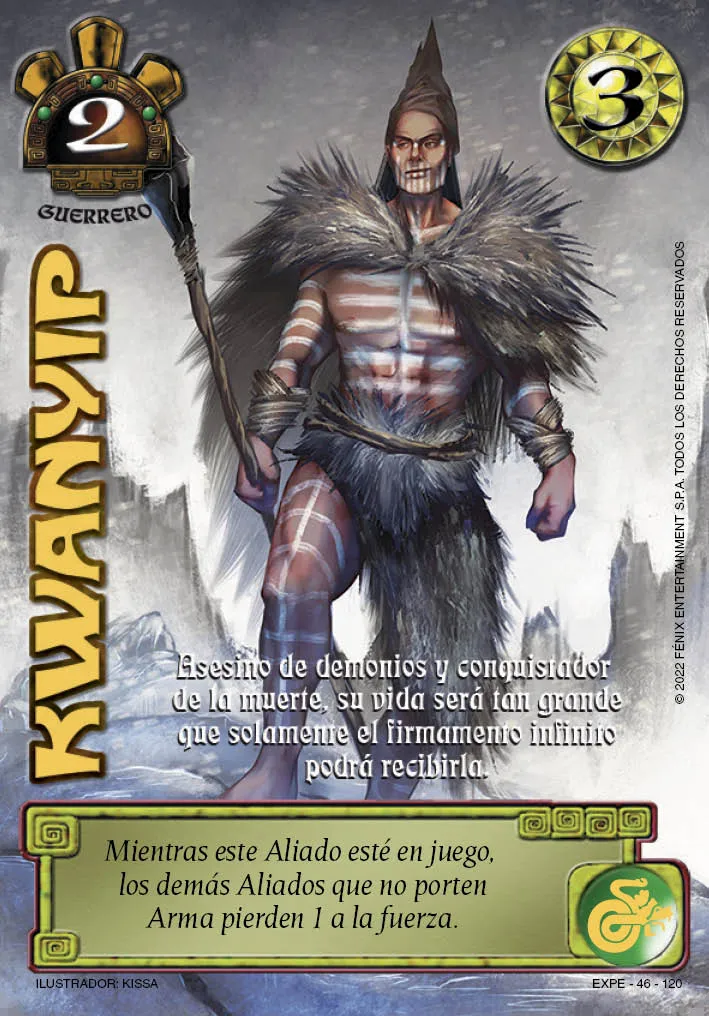 2
3
GUERRERO
KWANYIP
Asesino de demonios y conquistador
de la muerte, su vida será tan grande
que solamente el firmamento infinito
podrá recibirla.
Mientras este Aliado esté en juego,
los demás Aliados que no porten
Arma pierden 1 a la fuerza.
© 2022 FÉNIX ENTERTAINMENT S.P.A. TODOS LOS DERECHOS RESERVADOS
ILUSTRADOR: KISSA
EXPE - 46 - 120